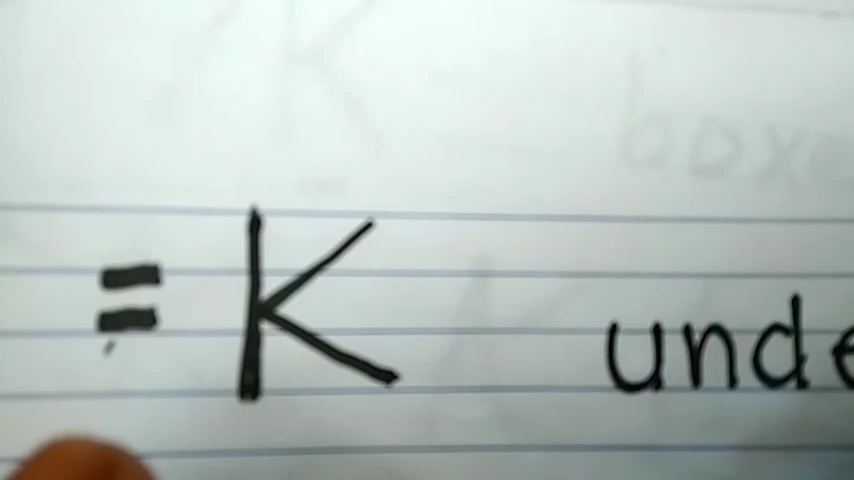 = K unde